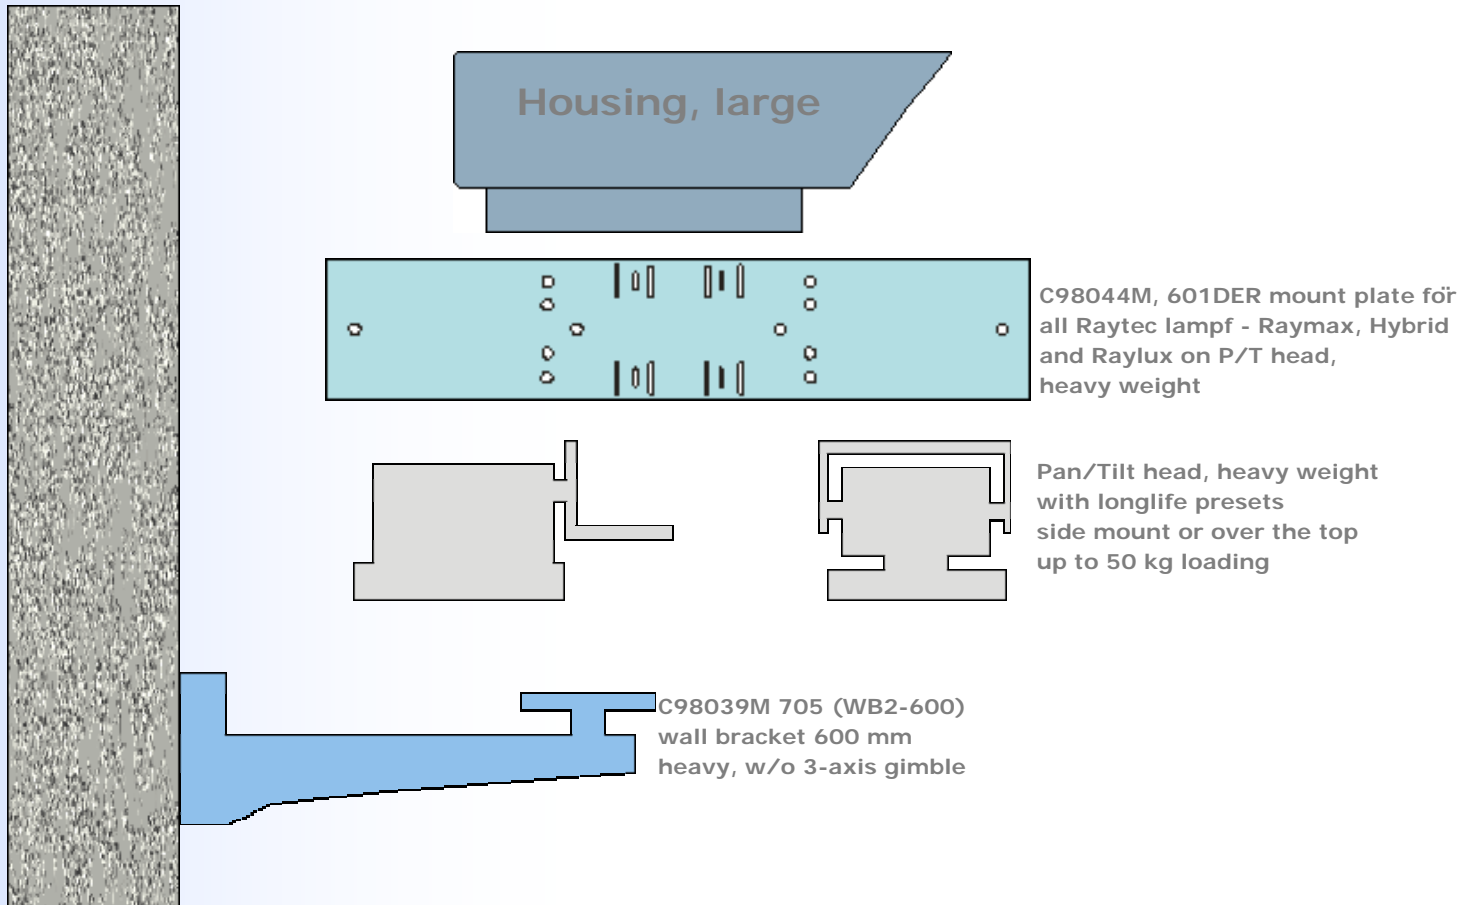 Housing, large
C98044M, 601DER mount plate för
all Raytec lampf - Raymax, Hybrid
and Raylux on P/T head,
heavy weight
Pan/Tilt head, heavy weight
with longlife presets
side mount or over the top
up to 50 kg loading
C98039M 705 (WB2-600)
wall bracket 600 mm
heavy, w/o 3-axis gimble